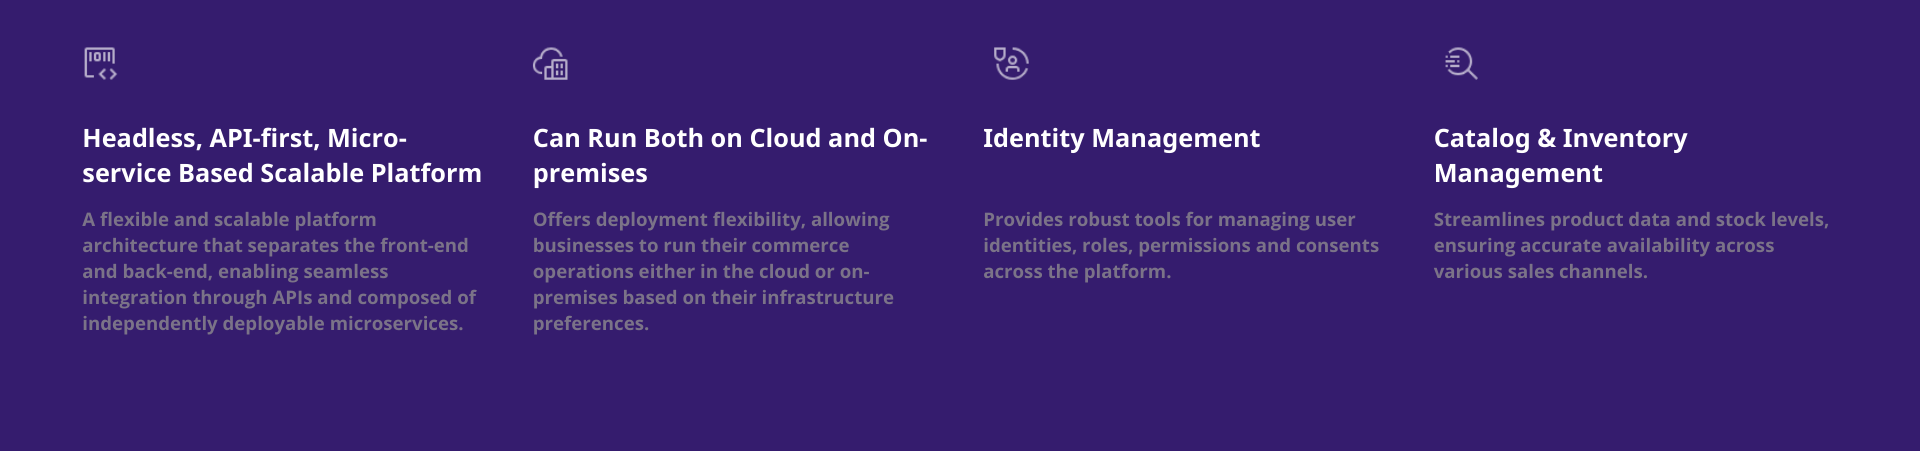 Headless, API-first, Micro-
service Based Scalable Platform
A flexible and scalable platform
architecture that separates the front-end
and back-end, enabling seamless
integration through APIs and composed of
independently deployable microservices.
Can Run Both on Cloud and On-
premises
Offers deployment flexibility, allowing
businesses to run their commerce
operations either in the cloud or on-
premises based on their infrastructure
preferences.
Identity Management
Provides robust tools for managing user
identities, roles, permissions and consents
across the platform.
Catalog & Inventory
Management
Streamlines product data and stock levels,
ensuring accurate availability across
various sales channels.